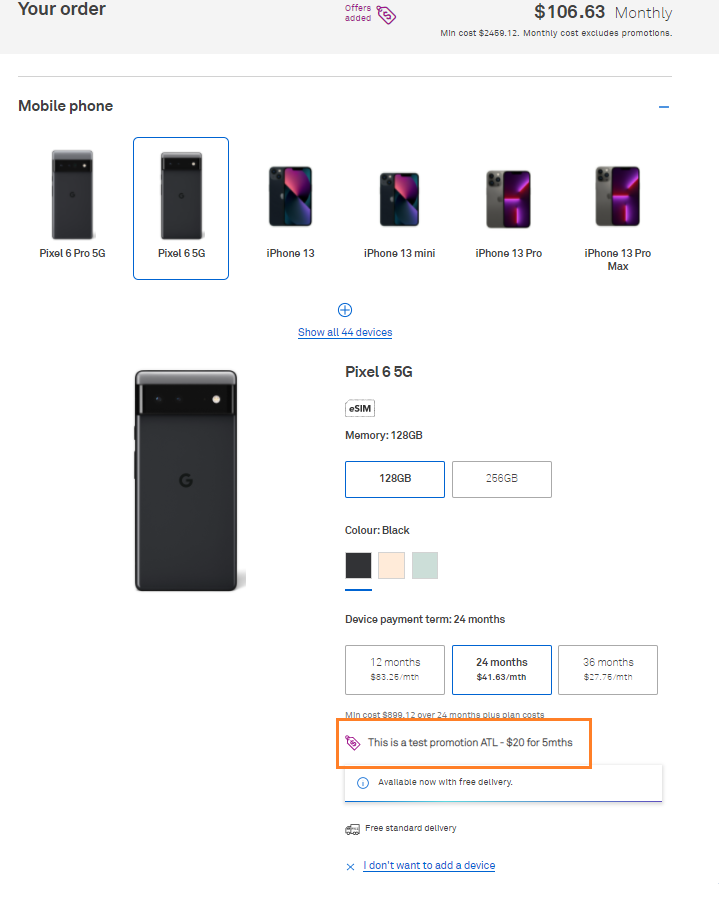 Your order
Offers
added
$106.63 Monthly
Min cost $2459.12. Monthly cost excludes promotions.
Mobile phone
Pixel 6 Pro 5G
Pixel 6 5G
iPhone 13
iPhone 13 mini
iPhone 13 Pro
iPhone 13 Pro
Max
Show all 44 devices
Pixel 6 5G
eSIM
Memory: 128GB
128GB
256GB
Colour: Black
Device payment term: 24 months
12 months
$83.25/mth
24 months
$41.63/mth
36 months
$27.75/mth
Min cost $899.12 over 24 months plus plan costs
This is a test promotion ATL - $20 for 5mths
Available now with free delivery.
Free standard delivery
I don't want to add a device